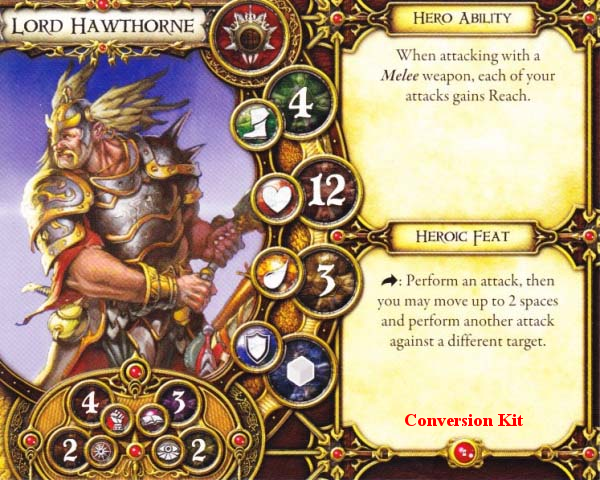 LORD HAWTHORNE
4
12
3
4
3
2
2
HERO ABILITY
When attacking with a
Melee weapon, each of your
attacks gains Reach.
HEROIC FEAT
: Perform an attack, then
you may move up to 2 spaces
and perform another attack
against a different target.
Conversion Kit